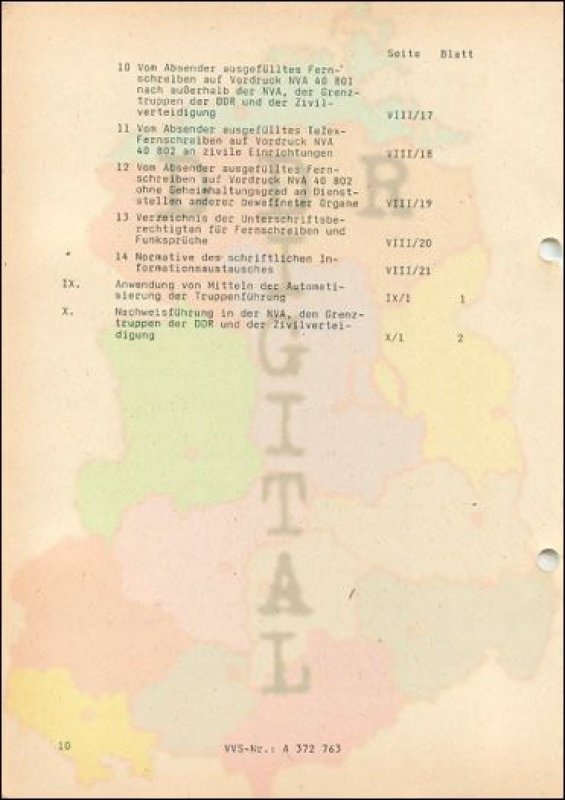 Seite Blatt
10 Vom Absender ausgefülltes Fern-
schreiben auf Vordruck NVA 40 801
nach außerhalb der NVA, der Grenz-
truppen der DDR und der Zivil-
verteidigung VIII/17
11 Vom Absender ausgefülltes Telex-
Fernschreiben auf Vordruck NVA
40 802 an zivile Einrichtungen VIII/18
12 Vom Absender ausgefülltes Fern-
schreiben auf Vordruck NVA 40 802
ohne Geheimhaltungsgrad an Dienst-
stellen anderer bewaffneter Organe VIII/19
13 Verzeichnis der Unterschriftsbe-
rechtigten für Fernschreiben und
Funksprüche VIII/20
14 Normative des schriftlichen In-
formationsaustausches VIII/21
IX. Anwendung von Mitteln der Automati-
sierung der Truppenführung IX/1 1
X. Nachweisführung in der NVA, den Grenz-
truppen der DDR und der Zivilvertei-
digung X/1 2
DIGITAL
10 VVS-Nr.: A 372 763